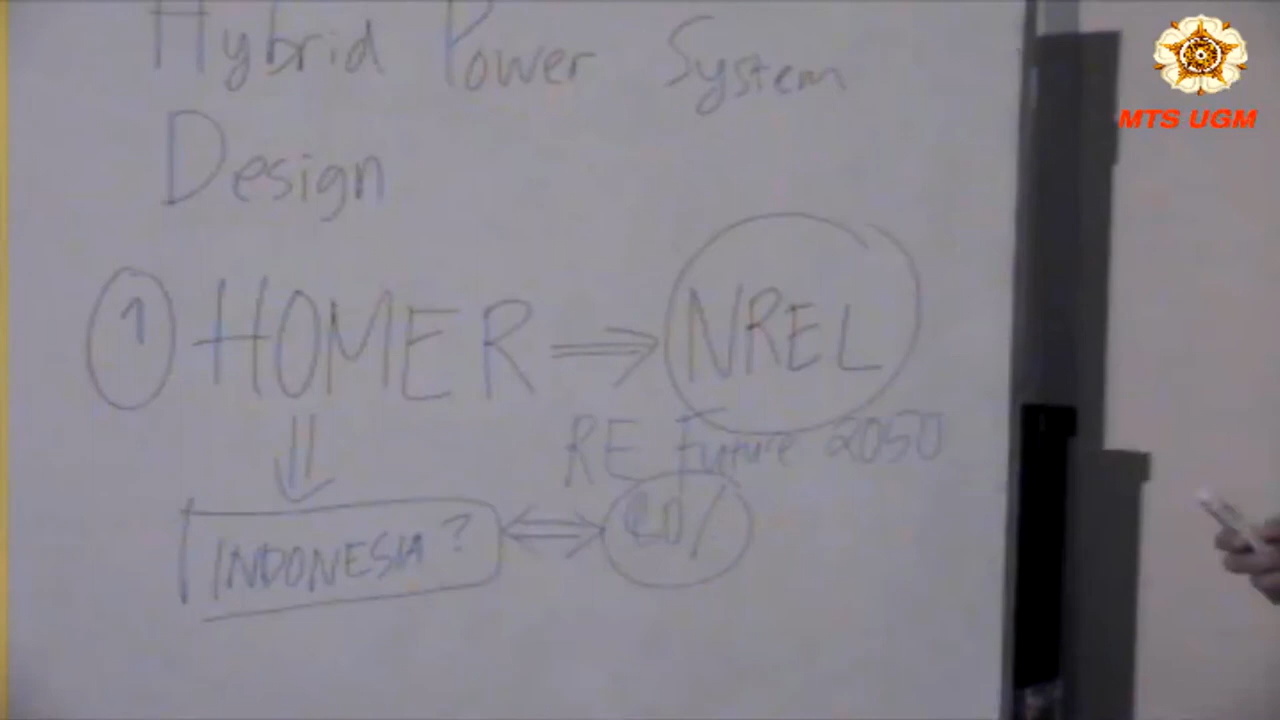 Hybrid Power System
Design
1 HOMER ⇒ NREL
RE Future 2050
INDONESIA ?
MTS UGM